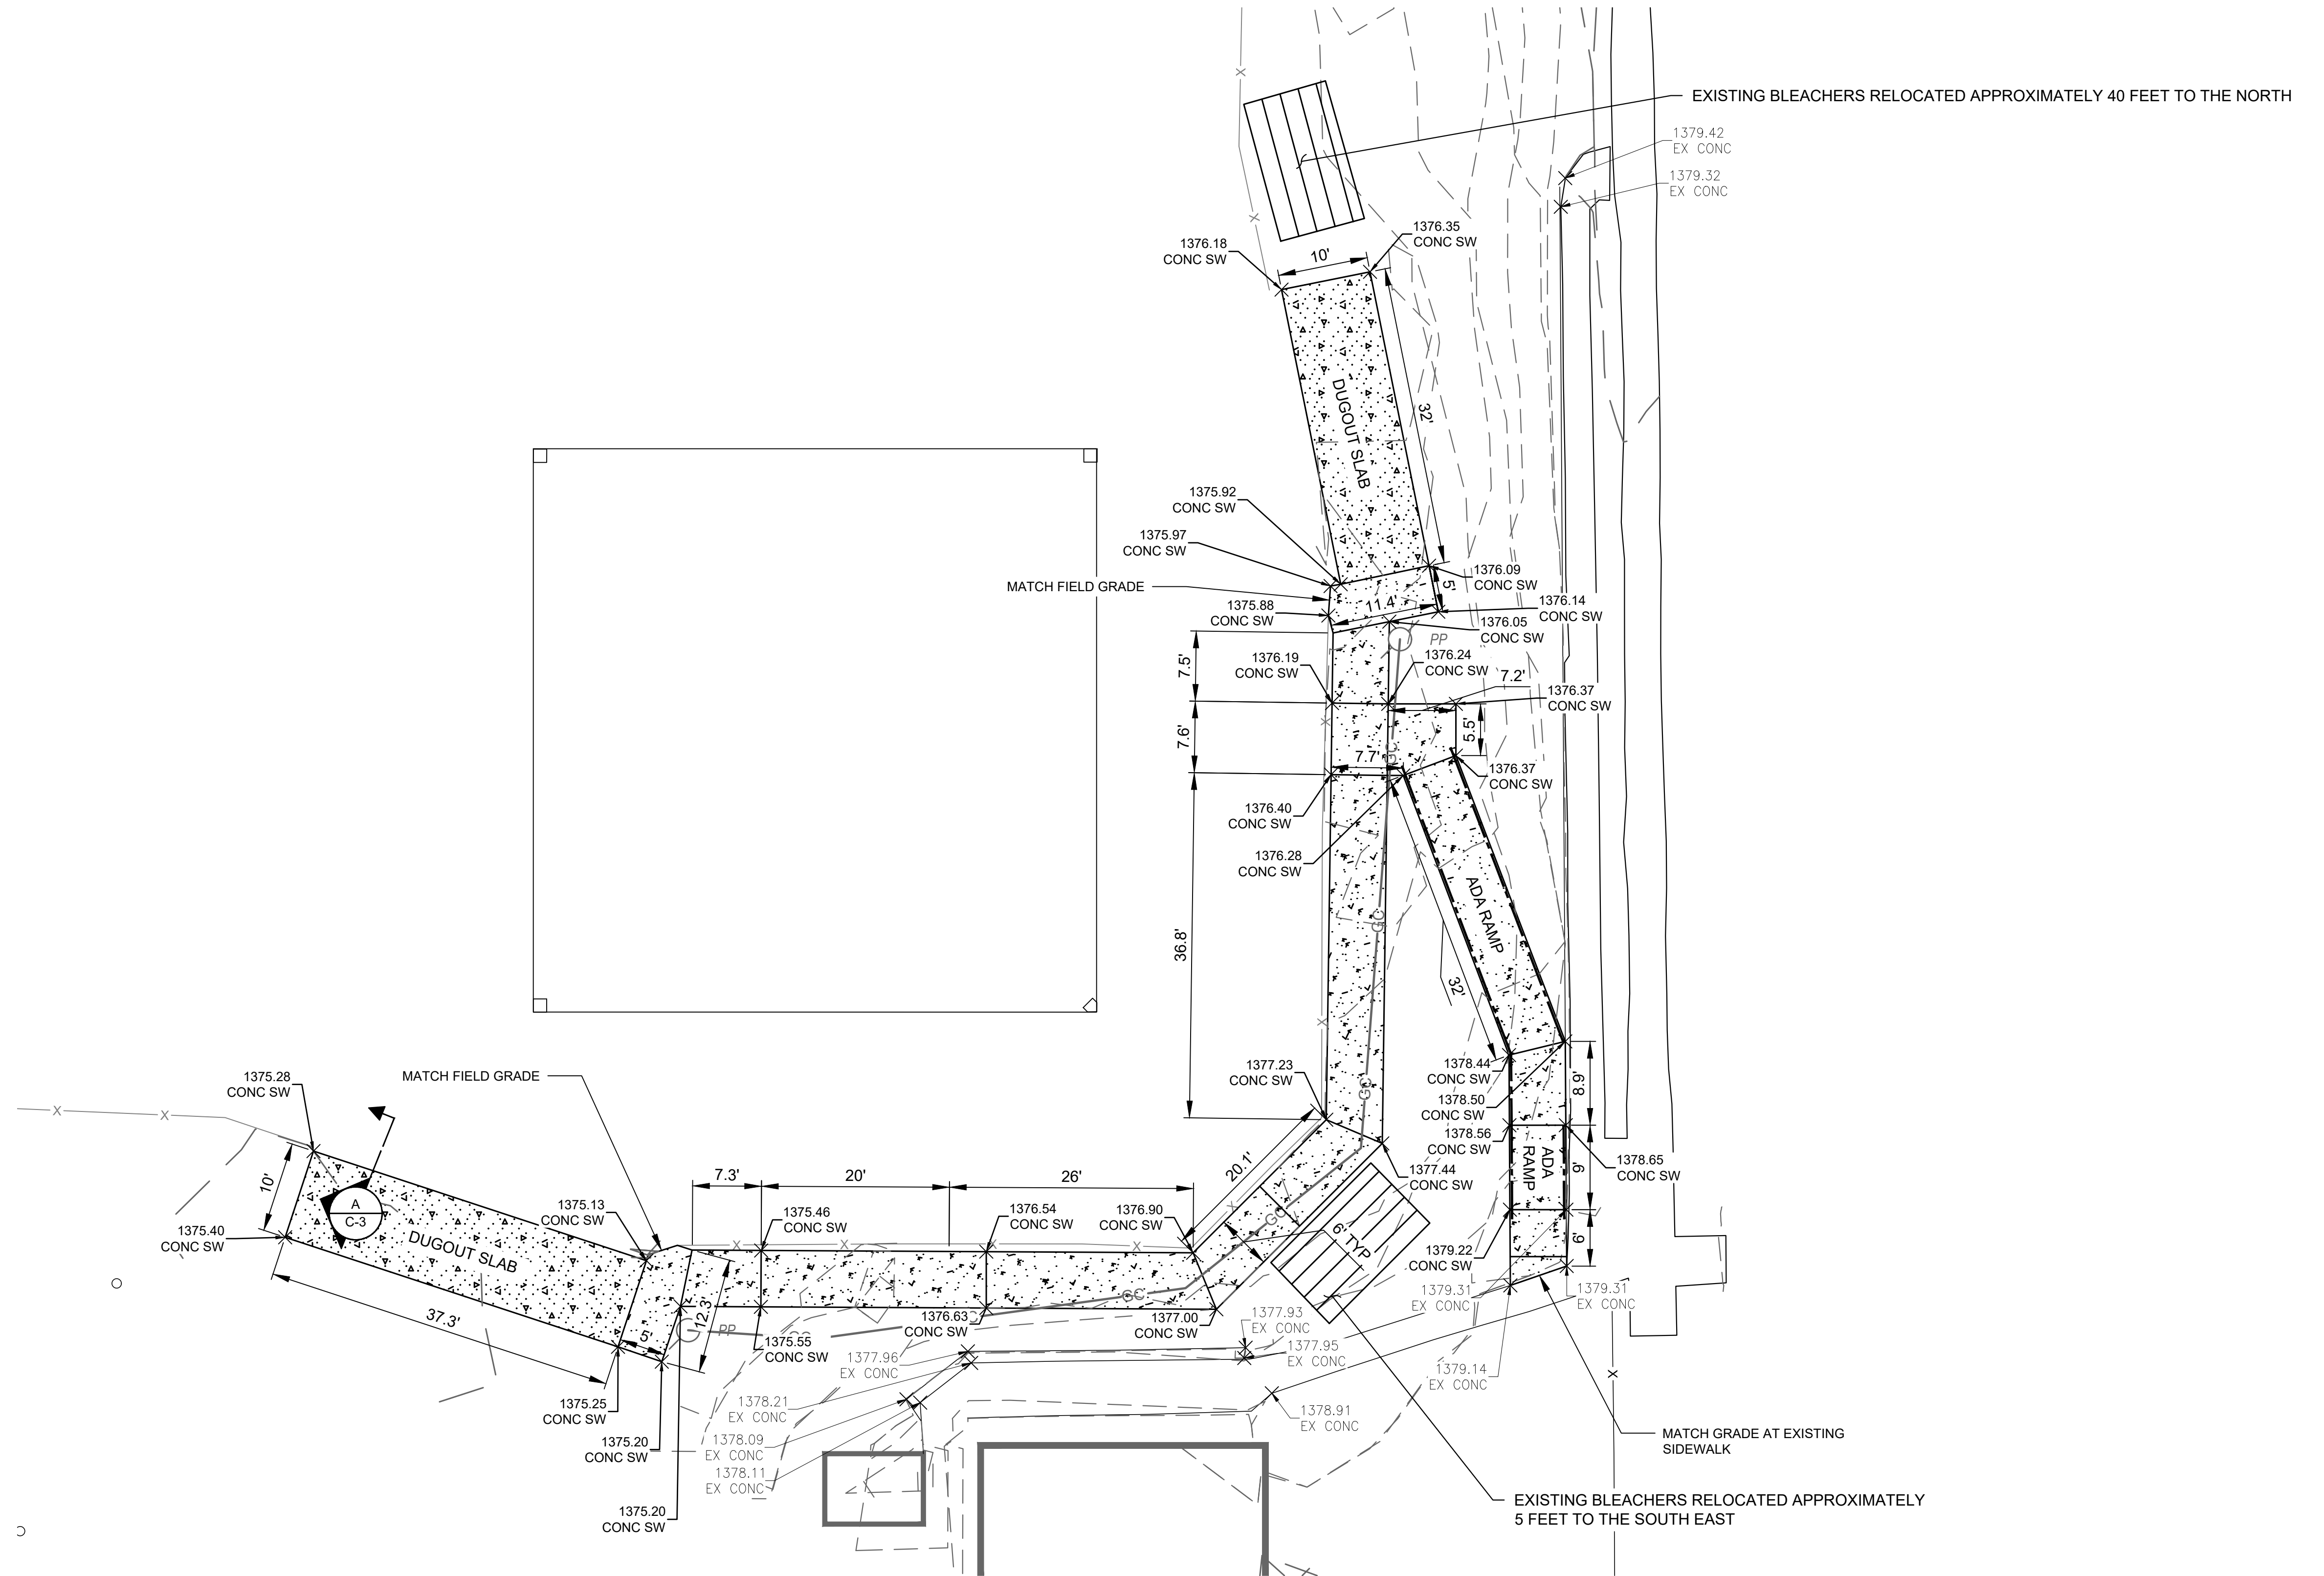 EXISTING BLEACHERS RELOCATED APPROXIMATELY 40 FEET TO THE NORTH
1379.42
EX CONC
1379.32
EX CONC
X
X
1376.35
CONC SW
1376.18
CONC SW
10'
32'
DUGOUT SLAB
1375.92
CONC SW
1375.97
CONC SW
MATCH FIELD GRADE
1376.09
CONC SW
5'
1375.88
CONC SW
11.4'
1376.14
CONC SW
1376.05
CONC SW
PP
7.5'
1376.19
CONC SW
1376.24
CONC SW
7.2'
1376.37
CONC SW
X
7.6'
5.5'
GC
7.7'
1376.37
CONC SW
1376.40
CONC SW
1376.28
CONC SW
ADA RAMP
GC
36.8'
32'
X
1377.23
CONC SW
1378.44
CONC SW
GC
8.9'
1378.50
CONC SW
1378.56
CONC SW
MATCH FIELD GRADE
1375.28
CONC SW
X
X
20.1'
ADA
RAMP
9'
1378.65
CONC SW
1377.44
CONC SW
10'
A
C-3
7.3'
20'
26'
X
1375.13
CONC SW
1375.46
CONC SW
1376.54
CONC SW
1376.90
CONC SW
GC
6 TYP
6'
1375.40
CONC SW
DUGOUT SLAB
X
X
X
X
1379.22
CONC SW
1379.31
EX CONC
1379.31
EX CONC
37.3'
12.3'
5'
PP
GC
GC
1376.63
CONC SW
1377.00
CONC SW
1377.93
EX CONC
1375.55
CONC SW
1377.96
EX CONC
1377.95
EX CONC
1379.14
EX CONC
X
1375.25
CONC SW
1378.21
EX CONC
1378.91
EX CONC
1375.20
CONC SW
1378.09
EX CONC
MATCH GRADE AT EXISTING
SIDEWALK
1378.11
EX CONC
1375.20
CONC SW
EXISTING BLEACHERS RELOCATED APPROXIMATELY
5 FEET TO THE SOUTH EAST